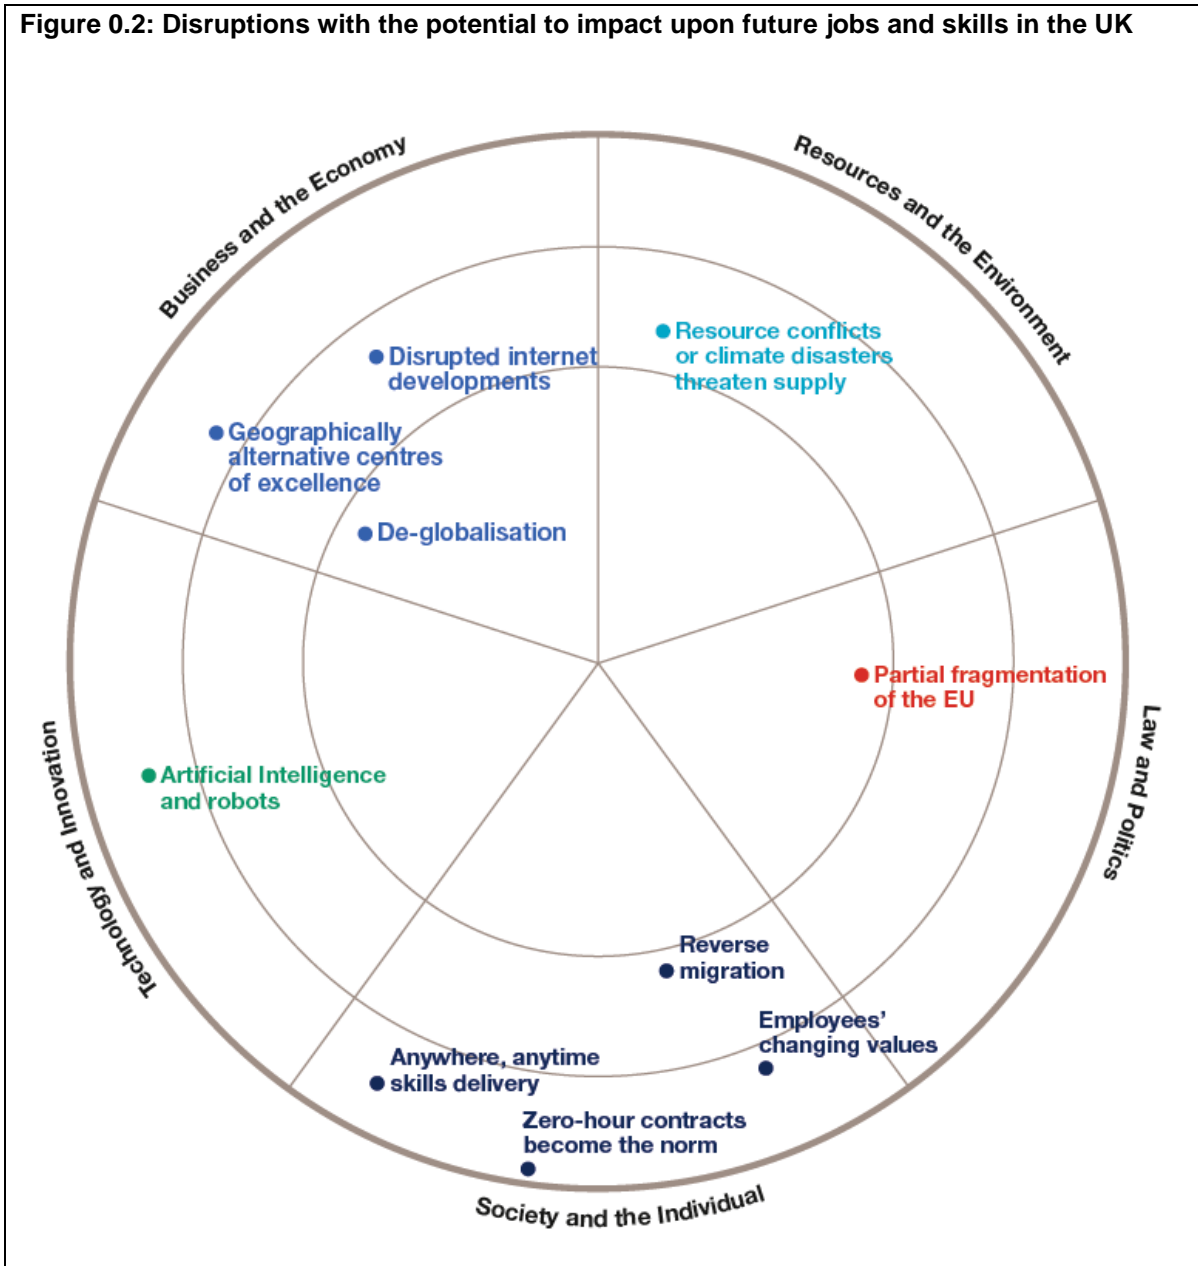 Figure 0.2: Disruptions with the potential to impact upon future jobs and skills in the UK
Business and the Economy
Resources and the Environment
Resource conflicts
or climate disasters
threaten supply
Disrupted internet
developments
Geographically
alternative centres
of excellence
De-globalisation
Partial fragmentation
of the EU
Law and Politics
Technology and Innovation
Artificial Intelligence
and robots
Reverse
migration
Employees’
changing values
Anywhere, anytime
skills delivery
Zero-hour contracts
become the norm
Society and the Individual